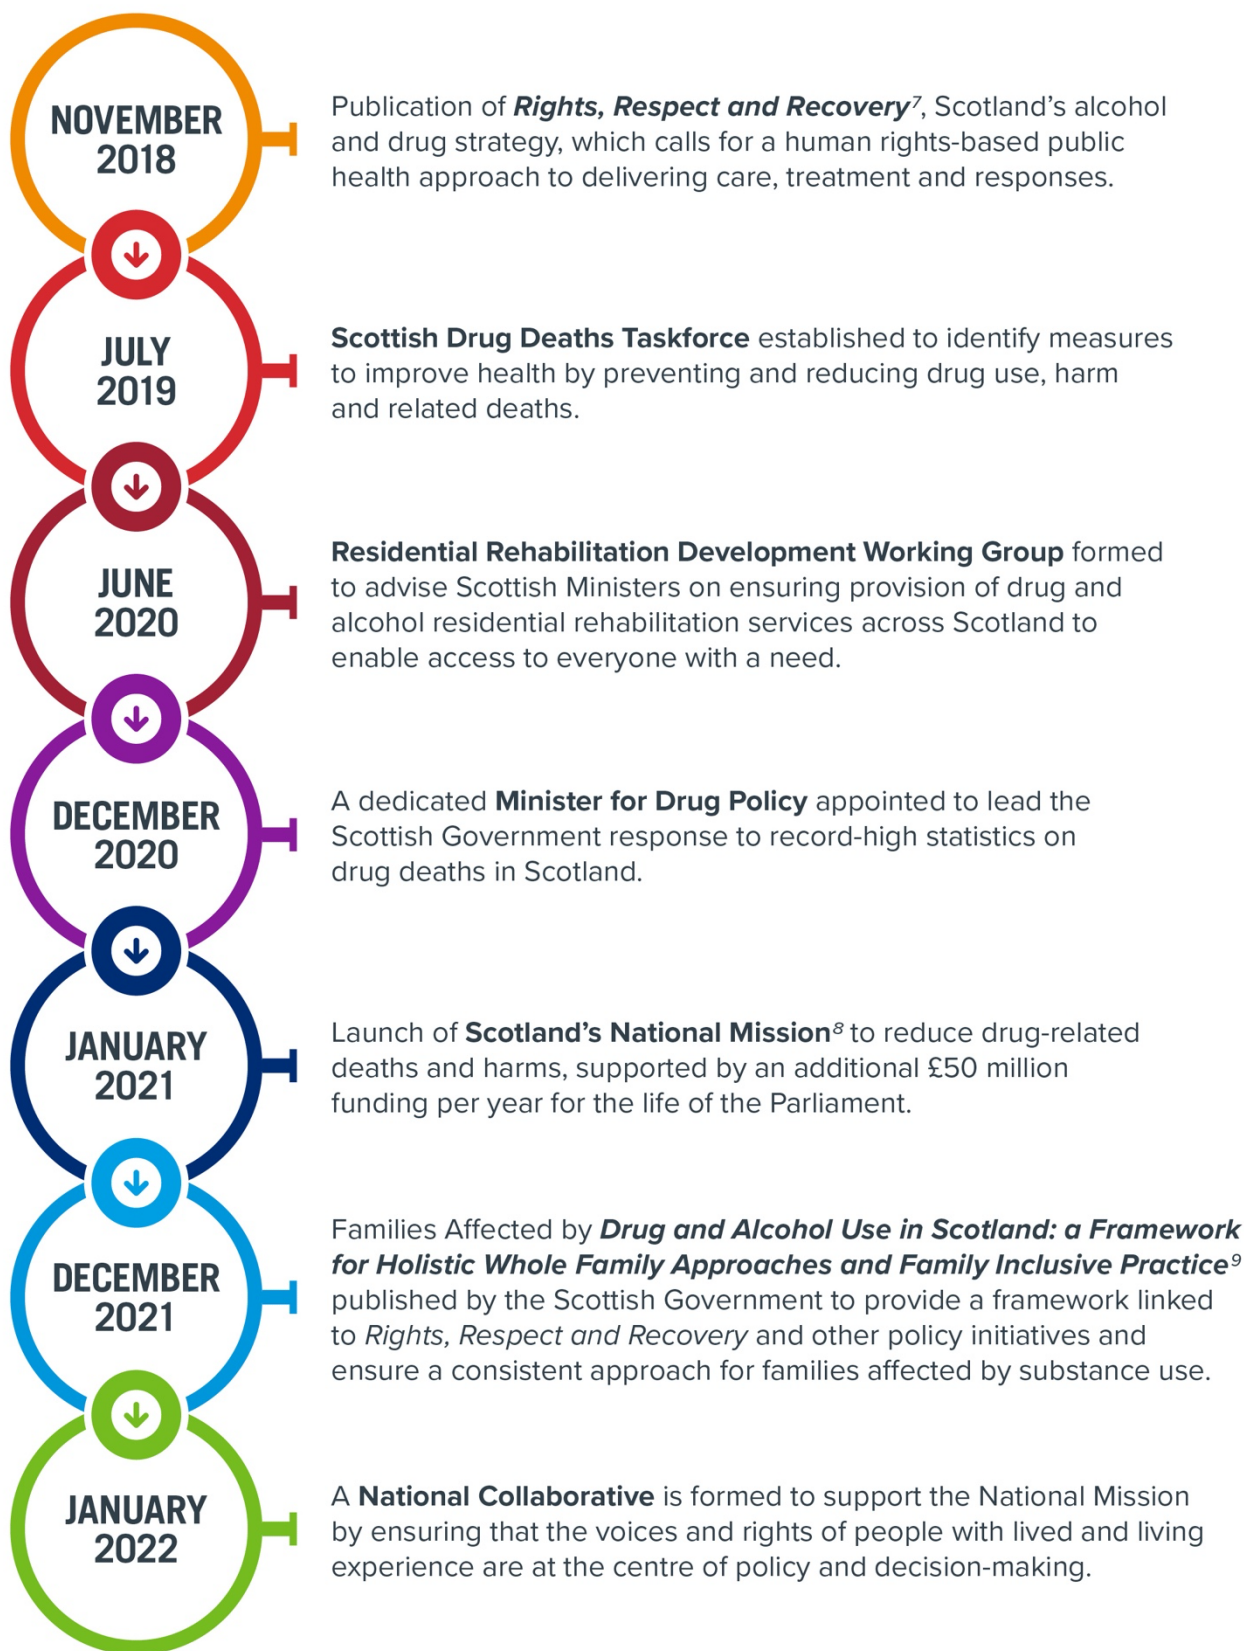 NOVEMBER
2018
Publication of Rights, Respect and Recovery⁷, Scotland’s alcohol
and drug strategy, which calls for a human rights-based public
health approach to delivering care, treatment and responses.
JULY
2019
Scottish Drug Deaths Taskforce established to identify measures
to improve health by preventing and reducing drug use, harm
and related deaths.
JUNE
2020
Residential Rehabilitation Development Working Group formed
to advise Scottish Ministers on ensuring provision of drug and
alcohol residential rehabilitation services across Scotland to
enable access to everyone with a need.
DECEMBER
2020
A dedicated Minister for Drug Policy appointed to lead the
Scottish Government response to record-high statistics on
drug deaths in Scotland.
JANUARY
2021
Launch of Scotland’s National Mission⁸ to reduce drug-related
deaths and harms, supported by an additional £50 million
funding per year for the life of the Parliament.
DECEMBER
2021
Families Affected by Drug and Alcohol Use in Scotland: a Framework
for Holistic Whole Family Approaches and Family Inclusive Practice⁹
published by the Scottish Government to provide a framework linked
to Rights, Respect and Recovery and other policy initiatives and
ensure a consistent approach for families affected by substance use.
JANUARY
2022
A National Collaborative is formed to support the National Mission
by ensuring that the voices and rights of people with lived and living
experience are at the centre of policy and decision-making.